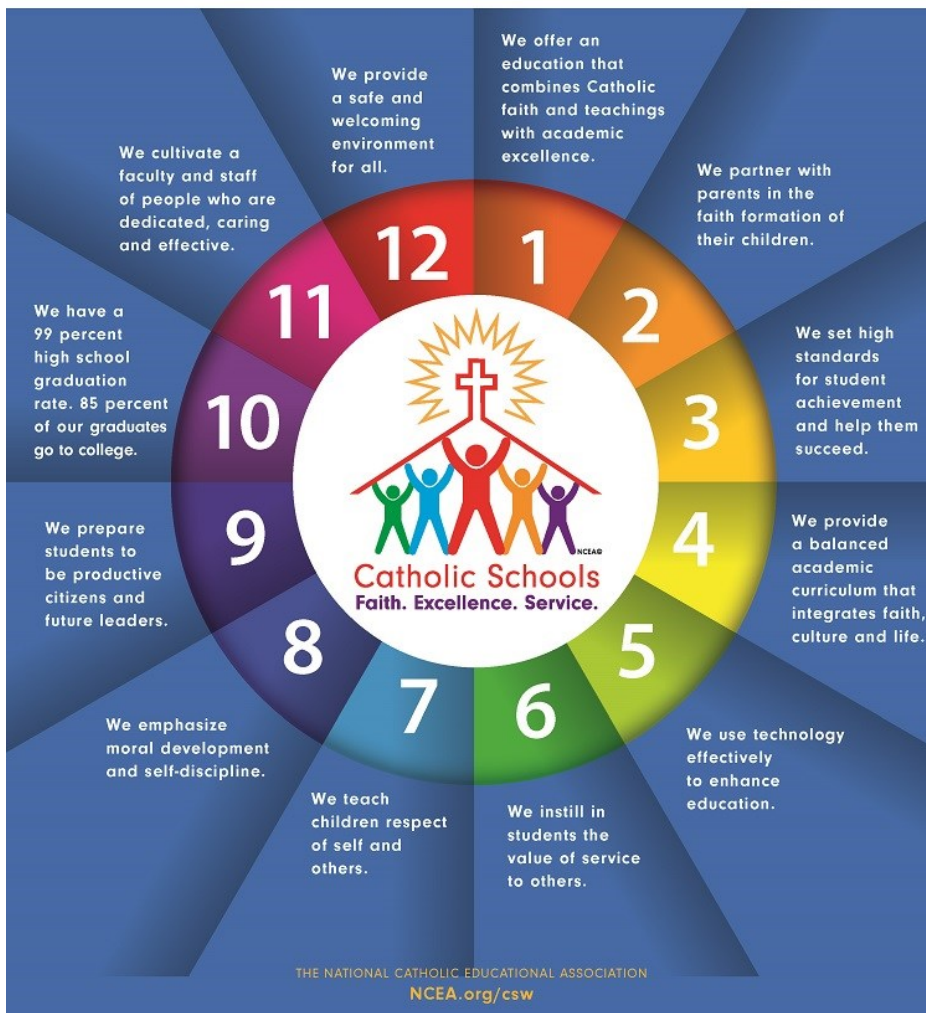 We offer an
education that
combines Catholic
faith and teachings
with academic
excellence.
We partner with
parents in the
faith formation of
their children.
We set high
standards
for student
achievement
and help them
succeed.
We provide
a balanced
academic
curriculum that
integrates faith,
culture and life.
We use technology
effectively
to enhance
education.
We instill in
students the
value of service
to others.
We teach
children respect
of self and
others.
We emphasize
moral development
and self-discipline.
We prepare
students to
be productive
citizens and
future leaders.
We have a
99 percent
high school
graduation
rate. 85 percent
of our graduates
go to college.
We cultivate a
faculty and staff
of people who are
dedicated, caring
and effective.
We provide
a safe and
welcoming
environment
for all.
1
2
3
4
5
6
7
8
9
10
11
12
NCEA©
Catholic Schools
Faith. Excellence. Service.
THE NATIONAL CATHOLIC EDUCATIONAL ASSOCIATION
NCEA.org/csw